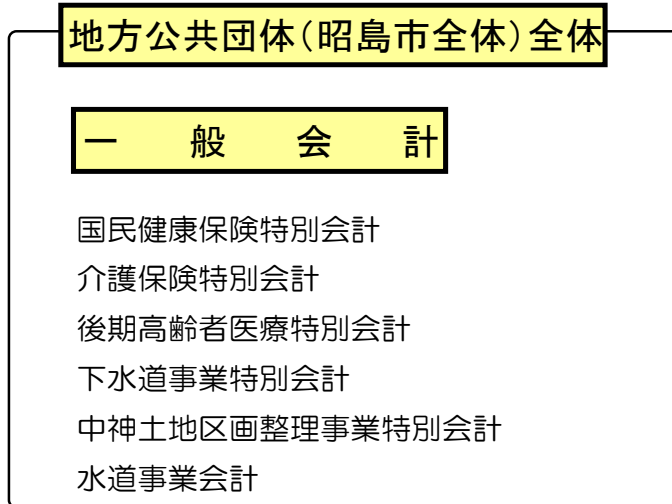 地方公共団体(昭島市全体)全体
一 般 会 計
国民健康保険特別会計
介護保険特別会計
後期高齢者医療特別会計
下水道事業特別会計
中神土地区画整理事業特別会計
水道事業会計